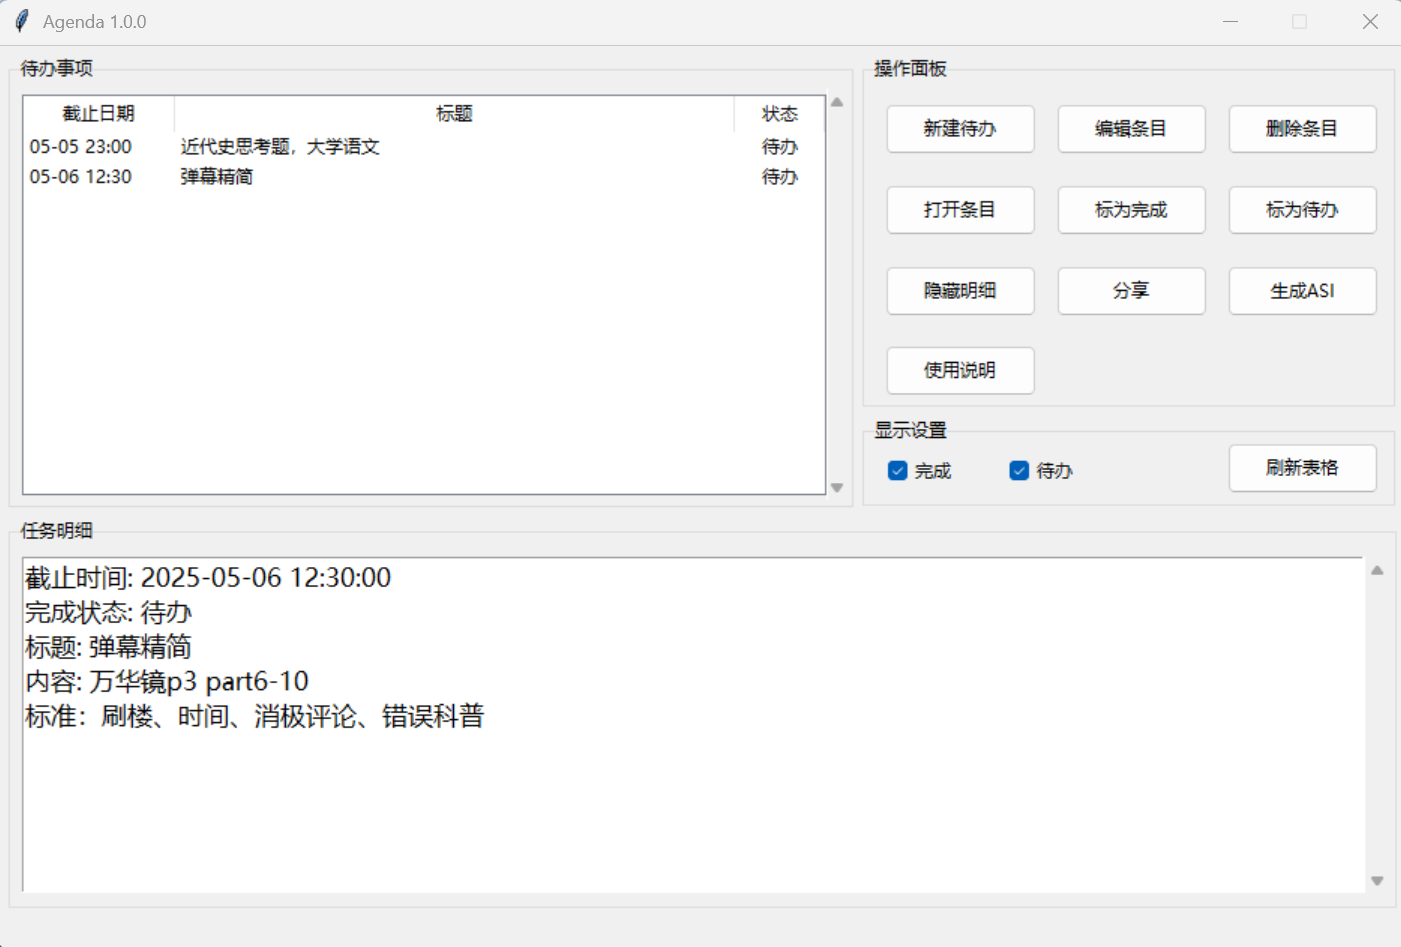 Agenda 1.0.0
待办事项
截止日期 标题 状态
05-05 23:00 近代史思考题，大学语文 待办
05-06 12:30 弹幕精简 待办
操作面板
新建待办 编辑条目 删除条目
打开条目 标为完成 标为待办
隐藏明细 分享 生成ASI
使用说明
显示设置
完成 待办 刷新表格
任务明细
截止时间: 2025-05-06 12:30:00
完成状态: 待办
标题: 弹幕精简
内容: 万华镜p3 part6-10
标准：刷楼、时间、消极评论、错误科普